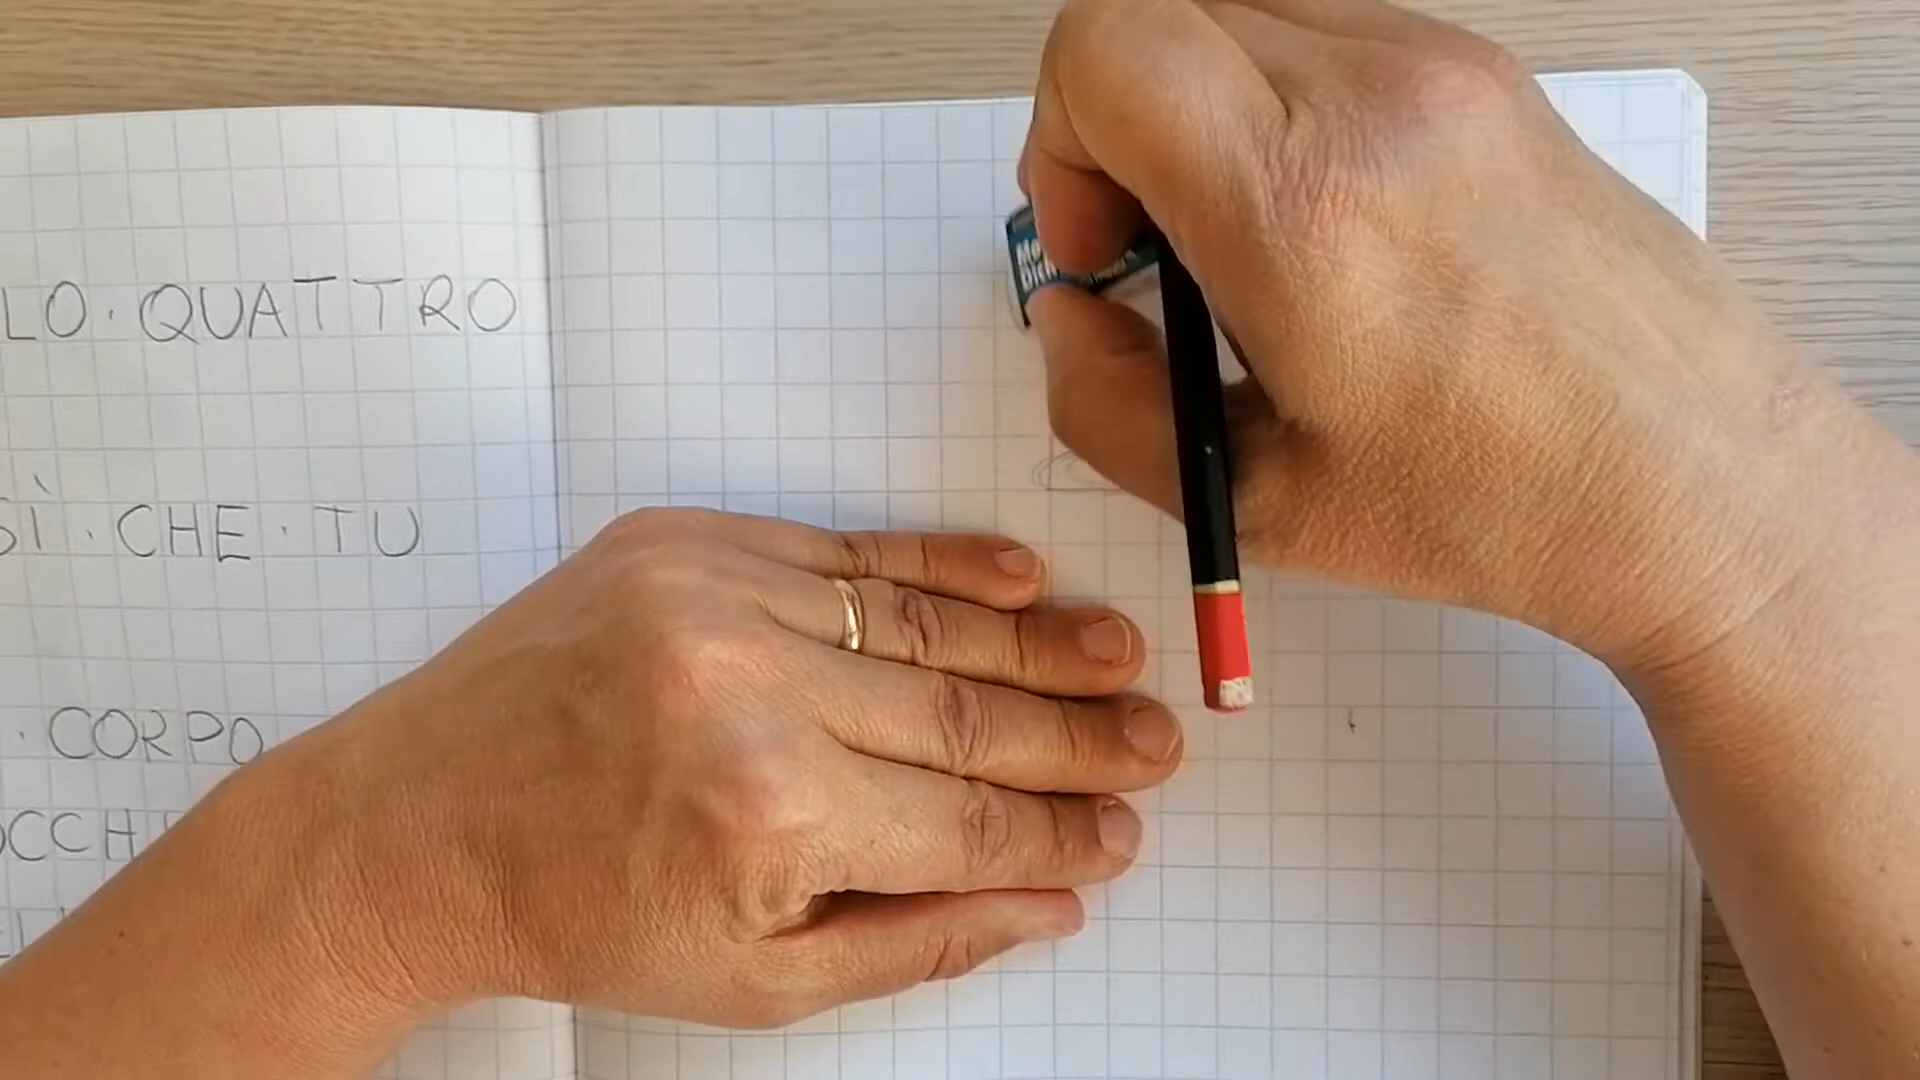 LO · QUATTRO
SÌ · CHE · TU
· CORPO
OCCH